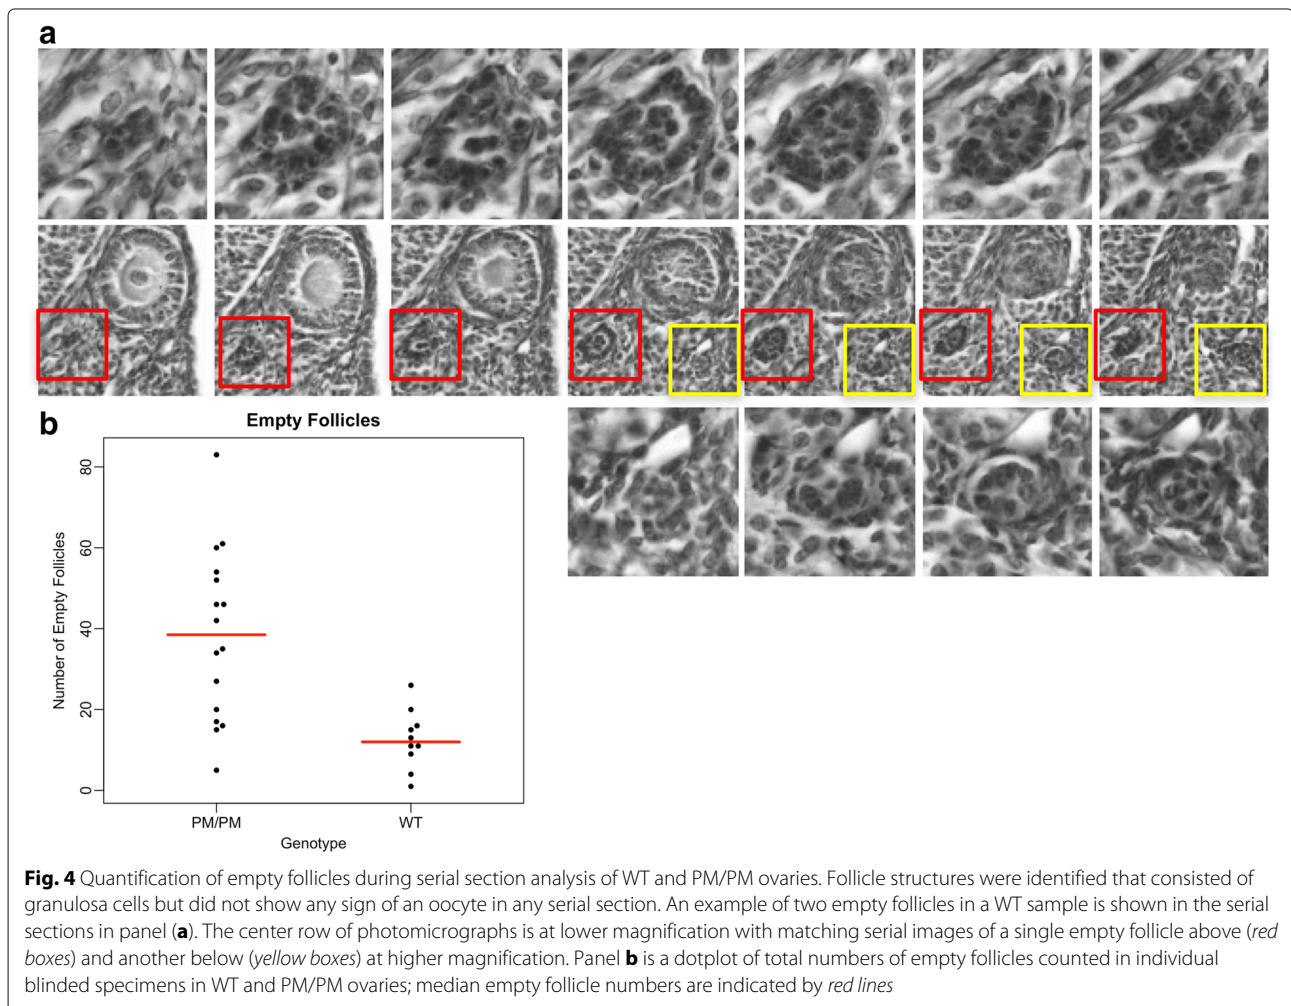 a
b
Empty Follicles
80
60
40
20
0
Number of Empty Follicles
PM/PM
WT
Genotype
Fig. 4 Quantification of empty follicles during serial section analysis of WT and PM/PM ovaries. Follicle structures were identified that consisted of
granulosa cells but did not show any sign of an oocyte in any serial section. An example of two empty follicles in a WT sample is shown in the serial
sections in panel (a). The center row of photomicrographs is at lower magnification with matching serial images of a single empty follicle above (red
boxes) and another below (yellow boxes) at higher magnification. Panel b is a dotplot of total numbers of empty follicles counted in individual
blinded specimens in WT and PM/PM ovaries; median empty follicle numbers are indicated by red lines